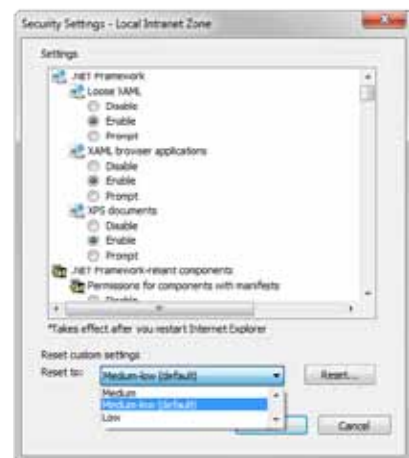 Security Settings - Local Intranet Zone
Settings
.NET Framework
Loose XAML
Disable
Enable
Prompt
XAML browser applications
Disable
Enable
Prompt
XPS documents
Disable
Enable
Prompt
.NET Framework-reliant components
Permissions for components with manifests
Disable
*Takes effect after you restart Internet Explorer
Reset custom settings
Reset to: Medium-low (default) Reset...
Medium
Medium-low (default)
Low
Cancel